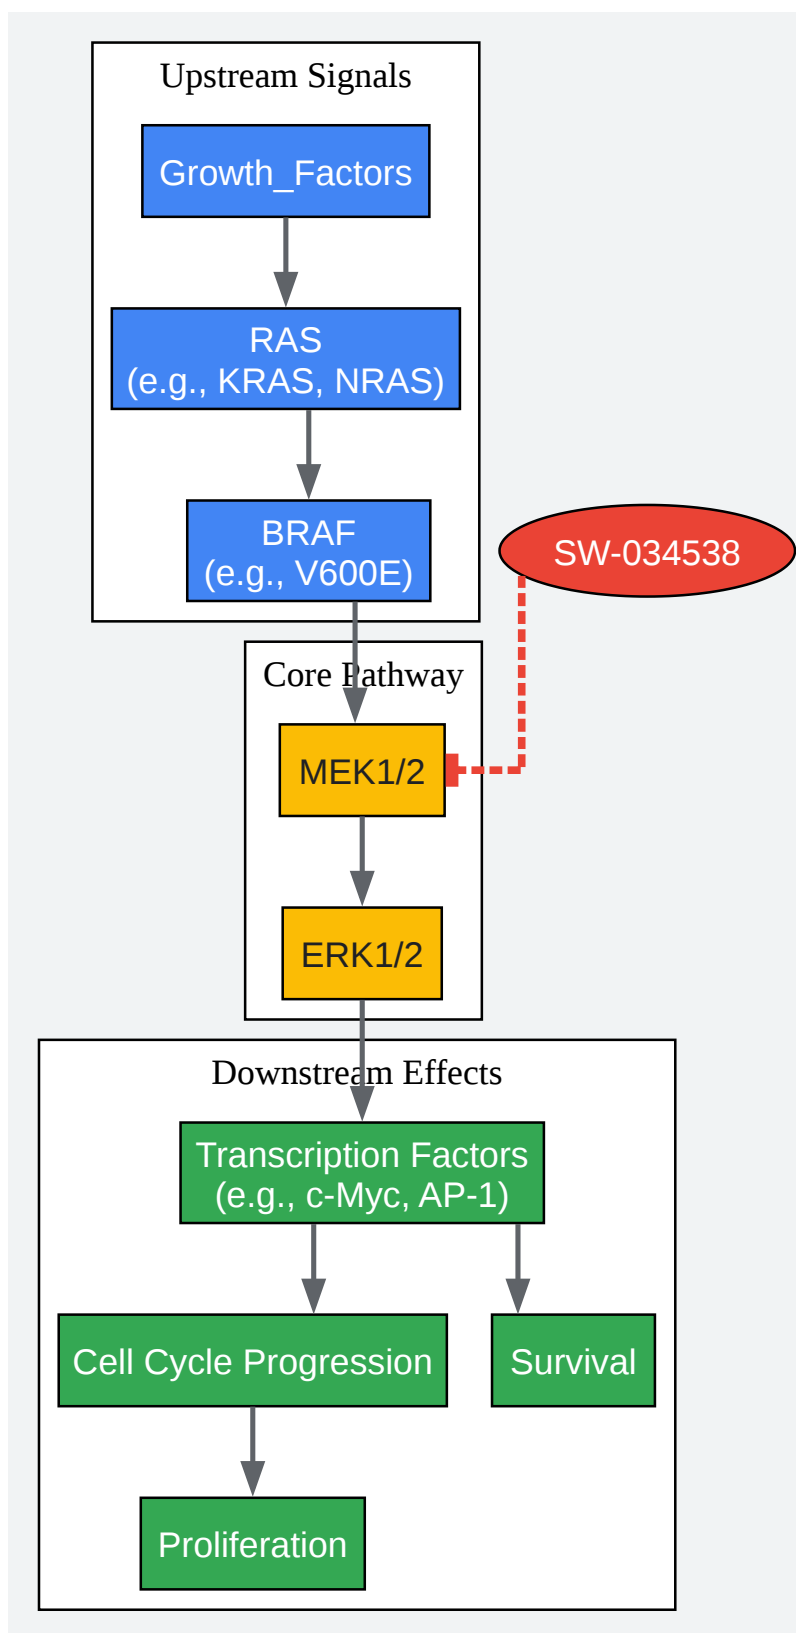 Upstream Signals
Growth_Factors
RAS
(e.g., KRAS, NRAS)
BRAF
(e.g., V600E)
SW-034538
Core Pathway
MEK1/2
ERK1/2
Downstream Effects
Transcription Factors
(e.g., c-Myc, AP-1)
Cell Cycle Progression
Survival
Proliferation